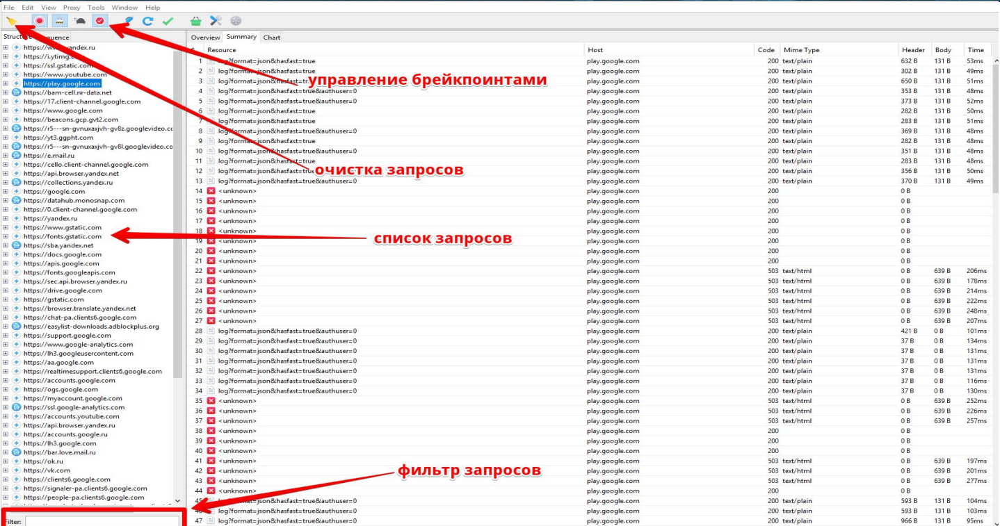 File Edit View Proxy Tools Window Help
Structure Sequence
Overview Summary Chart
https://www.yandex.ru
https://i.ytimg.com
https://ssl.gstatic.com
https://www.youtube.com
https://play.google.com
https://bam-cell.nr-data.net
https://17.client-channel.google.com
https://www.google.com
https://beacons.gcp.gvt2.com
https://r5---sn-gvnuxaxjvh-gv8z.googlevideo.cc
https://yt3.ggpht.com
https://r5---sn-gvnuxaxjvh-gv8l.googlevideo.co
https://e.mail.ru
https://cello.client-channel.google.com
https://api.browser.yandex.net
https://collections.yandex.ru
https://google.com
https://datahub.monosnap.com
https://0.client-channel.google.com
https://yandex.ru
https://www.gstatic.com
https://fonts.gstatic.com
https://sba.yandex.net
https://docs.google.com
https://apis.google.com
https://fonts.googleapis.com
https://sec.api.browser.yandex.ru
https://drive.google.com
https://gstatic.com
https://browser.translate.yandex.net
https://chat-pa.clients6.google.com
https://easylist-downloads.adblockplus.org
https://support.google.com
https://www.google-analytics.com
https://lh3.googleusercontent.com
https://aa.google.com
https://realtimesupport.clients6.google.com
https://accounts.google.com
https://ogs.google.com
https://myaccount.google.com
https://ssl.google-analytics.com
https://accounts.youtube.com
https://api.browser.yandex.ru
https://accounts.google.ru
https://lh3.google.com
https://bar.love.mail.ru
https://ok.ru
https://vk.com
https://clients6.google.com
https://signaler-pa.clients6.google.com
https://people-pa.clients6.google.com
Filter:
# Resource Host Code Mime Type Header Body Time
1 log?format=json&hasfast=true play.google.com 200 text/plain 632 B 131 B 53ms
2 log?format=json&hasfast=true play.google.com 200 text/plain 302 B 131 B 49ms
3 log?format=json&hasfast=true play.google.com 200 text/plain 650 B 131 B 51ms
4 log?format=json&hasfast=true&authuser=0 play.google.com 200 text/plain 353 B 131 B 48ms
5 log?format=json&hasfast=true&authuser=0 play.google.com 200 text/plain 373 B 131 B 52ms
6 log?format=json&hasfast=true play.google.com 200 text/plain 282 B 131 B 50ms
7 log?format=json&hasfast=true play.google.com 200 text/plain 283 B 131 B 51ms
8 log?format=json&hasfast=true&authuser=0 play.google.com 200 text/plain 369 B 131 B 48ms
9 log?format=json&hasfast=true play.google.com 200 text/plain 282 B 131 B 48ms
10 log?format=json&hasfast=true&authuser=0 play.google.com 200 text/plain 351 B 131 B 48ms
11 log?format=json&hasfast=true play.google.com 200 text/plain 283 B 131 B 48ms
12 log?format=json&hasfast=true play.google.com 200 text/plain 356 B 131 B 50ms
13 log?format=json&hasfast=true&authuser=0 play.google.com 200 text/plain 370 B 131 B 49ms
14 <unknown> play.google.com 200 0 B
15 <unknown> play.google.com 200 0 B
16 <unknown> play.google.com 200 0 B
17 <unknown> play.google.com 200 0 B
18 <unknown> play.google.com 200 0 B
19 <unknown> play.google.com 200 0 B
20 <unknown> play.google.com 200 0 B
21 <unknown> play.google.com 200 0 B
22 <unknown> play.google.com 503 text/html 0 B 639 B 206ms
23 <unknown> play.google.com 503 text/html 0 B 639 B 178ms
24 <unknown> play.google.com 503 text/html 0 B 639 B 214ms
25 <unknown> play.google.com 503 text/html 0 B 639 B 222ms
26 <unknown> play.google.com 503 text/html 0 B 639 B 248ms
27 <unknown> play.google.com 503 text/html 0 B 639 B 207ms
28 log?format=json&hasfast=true&authuser=0 play.google.com 200 text/plain 421 B 0 B 101ms
29 log?format=json&hasfast=true&authuser=0 play.google.com 200 text/plain 37 B 0 B 134ms
30 log?format=json&hasfast=true&authuser=0 play.google.com 200 text/plain 37 B 0 B 131ms
31 log?format=json&hasfast=true&authuser=0 play.google.com 200 text/plain 37 B 0 B 131ms
32 log?format=json&hasfast=true&authuser=0 play.google.com 200 text/plain 37 B 0 B 131ms
33 log?format=json&hasfast=true&authuser=0 play.google.com 200 text/plain 37 B 0 B 116ms
34 log?format=json&hasfast=true&authuser=0 play.google.com 200 text/plain 37 B 0 B 130ms
35 <unknown> play.google.com 503 text/html 0 B 639 B 252ms
36 <unknown> play.google.com 503 text/html 0 B 639 B 226ms
37 <unknown> play.google.com 503 text/html 0 B 639 B 257ms
38 <unknown> play.google.com 200 0 B
39 <unknown> play.google.com 200 0 B
40 <unknown> play.google.com 200 0 B
41 <unknown> play.google.com 503 text/html 0 B 639 B 197ms
42 <unknown> play.google.com 503 text/html 0 B 639 B 201ms
43 <unknown> play.google.com 503 text/html 0 B 639 B 277ms
44 <unknown> play.google.com 200 0 B
45 log?format=json&hasfast=true&authuser=0 play.google.com 200 text/plain 593 B 131 B 104ms
46 log?format=json&hasfast=true&authuser=0 play.google.com 200 text/plain 593 B 131 B 103ms
47 log?format=json&hasfast=true&authuser=0 play.google.com 200 text/plain 966 B 131 B 95ms
управление брейкпоинтами
очистка запросов
список запросов
фильтр запросов